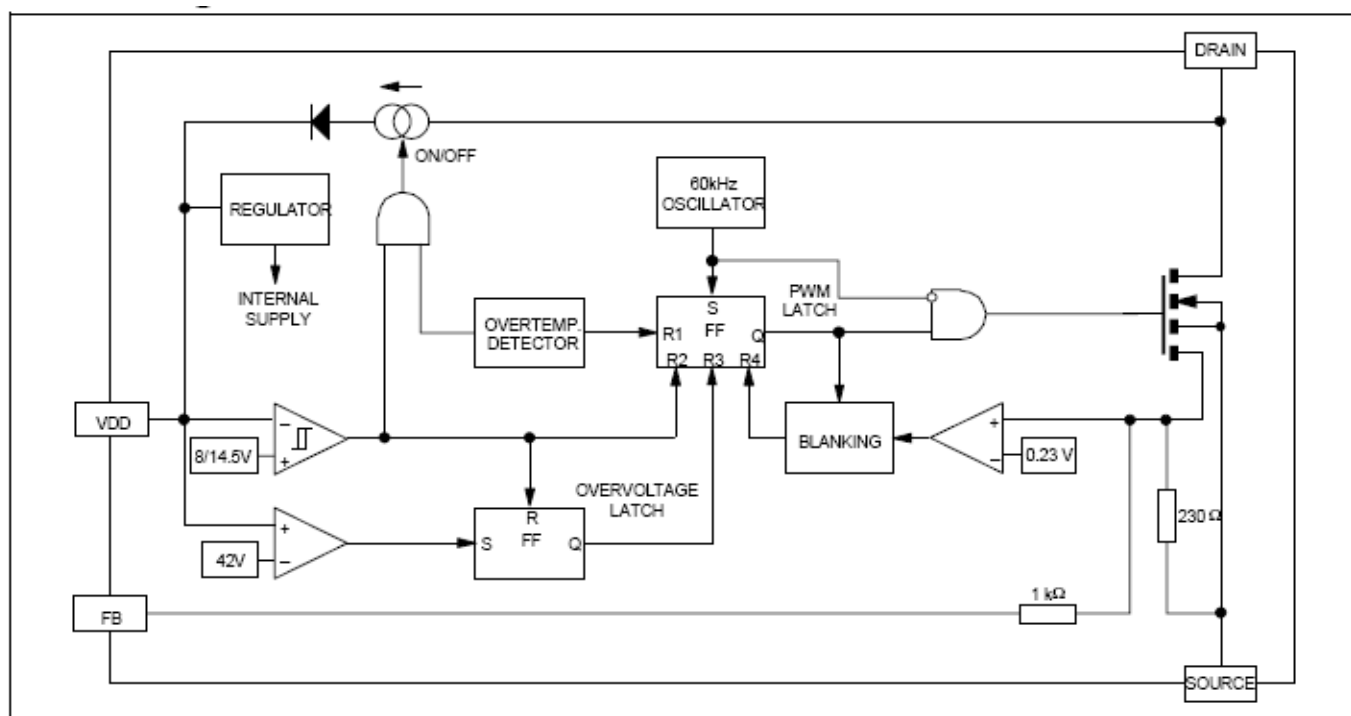 DRAIN
ON/OFF
60kHz
OSCILLATOR
REGULATOR
INTERNAL
SUPPLY
PWM
LATCH
OVERTEMP.
DETECTOR
S
R1 FF Q
R2 R3 R4
VDD
8/14.5V
−
+
BLANKING
+
−
0.23 V
OVERVOLTAGE
LATCH
230 Ω
R
S FF Q
+
−
42V
1 kΩ
FB
SOURCE